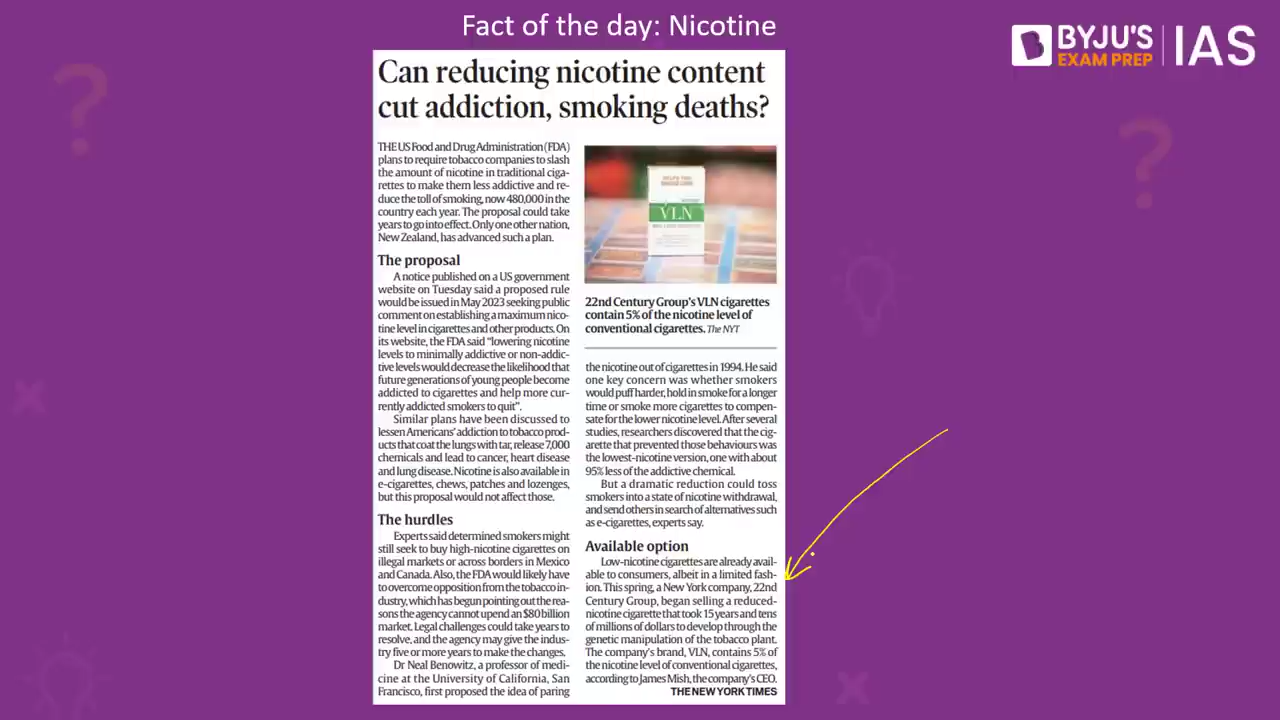 Fact of the day: Nicotine
BYJU'S
EXAM PREP
IAS
Can reducing nicotine content
cut addiction, smoking deaths?
THE US Food and Drug Administration (FDA)
plans to require tobacco companies to slash
the amount of nicotine in traditional ciga-
rettes to make them less addictive and re-
duce the toll of smoking, now 480,000 in the
country each year. The proposal could take
years to go into effect. Only one other nation,
New Zealand, has advanced such a plan.
The proposal
A notice published on a US government
website on Tuesday said a proposed rule
would be issued in May 2023 seeking public
comment on establishing a maximum nico-
tine level in cigarettes and other products. On
its website, the FDA said “lowering nicotine
levels to minimally addictive or non-addic-
tive levels would decrease the likelihood that
future generations of young people become
addicted to cigarettes and help more cur-
rently addicted smokers to quit”.
Similar plans have been discussed to
lessen Americans’ addiction to tobacco prod-
ucts that coat the lungs with tar, release 7,000
chemicals and lead to cancer, heart disease
and lung disease. Nicotine is also available in
e-cigarettes, chews, patches and lozenges,
but this proposal would not affect those.
The hurdles
Experts said determined smokers might
still seek to buy high-nicotine cigarettes on
illegal markets or across borders in Mexico
and Canada. Also, the FDA would likely have
to overcome opposition from the tobacco in-
dustry, which has begun pointing out the rea-
sons the agency cannot upend an $80 billion
market. Legal challenges could take years to
resolve, and the agency may give the indus-
try five or more years to make the changes.
Dr Neal Benowitz, a professor of medi-
cine at the University of California, San
Francisco, first proposed the idea of paring
VLN
22nd Century Group's VLN cigarettes
contain 5% of the nicotine level of
conventional cigarettes. The NYT
the nicotine out of cigarettes in 1994. He said
one key concern was whether smokers
would puff harder, hold in smoke for a longer
time or smoke more cigarettes to compen-
sate for the lower nicotine level. After several
studies, researchers discovered that the cig-
arette that prevented those behaviours was
the lowest-nicotine version, one with about
95% less of the addictive chemical.
But a dramatic reduction could toss
smokers into a state of nicotine withdrawal,
and send others in search of alternatives such
as e-cigarettes, experts say.
Available option
Low-nicotine cigarettes are already avail-
able to consumers, albeit in a limited fash-
ion. This spring, a New York company, 22nd
Century Group, began selling a reduced-
nicotine cigarette that took 15 years and tens
of millions of dollars to develop through the
genetic manipulation of the tobacco plant.
The company's brand, VLN, contains 5% of
the nicotine level of conventional cigarettes,
according to James Mish, the company's CEO.
THE NEW YORK TIMES